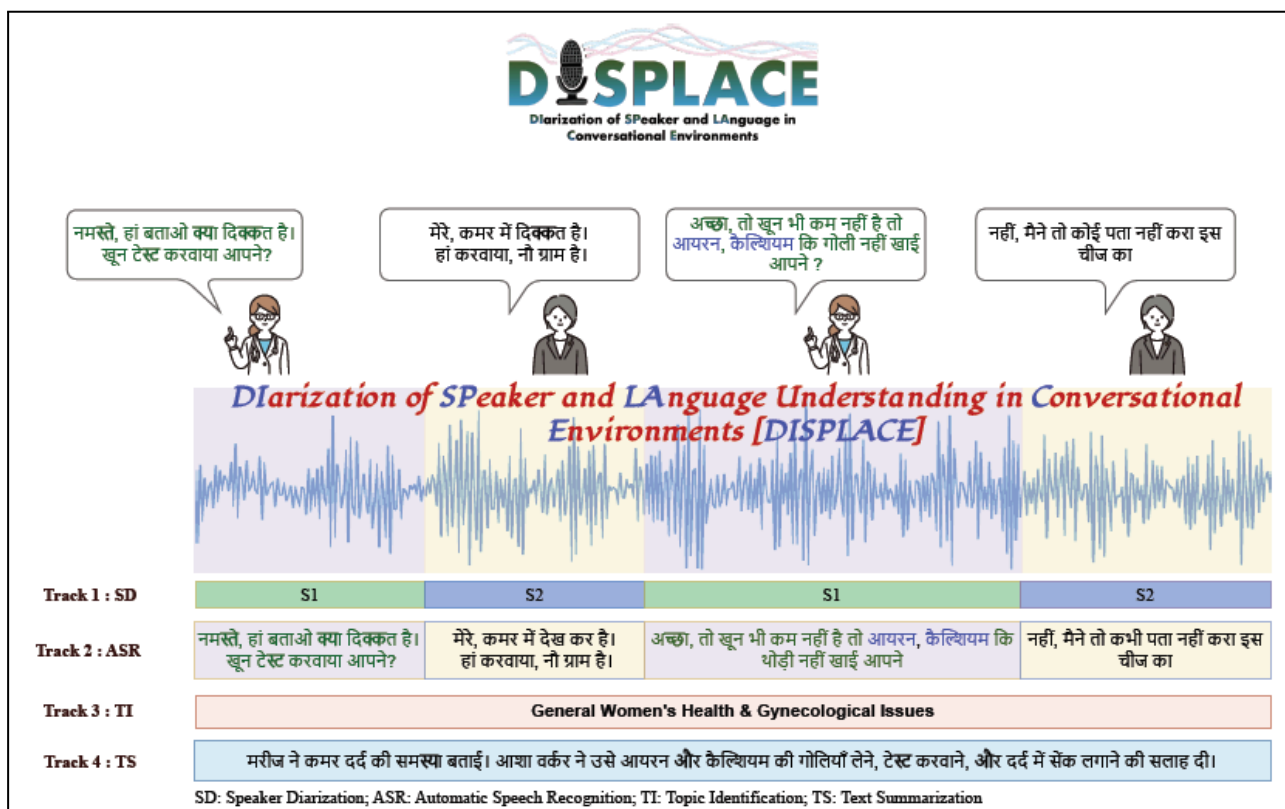 DISPLACE
DIarization of SPeaker and LAnguage in
Conversational Environments
नमस्ते, हां बताओ क्या दिक्कत है।
खून टेस्ट करवाया आपने?
मेरे, कमर में दिक्कत है।
हां करवाया, नौ ग्राम है।
अच्छा, तो खून भी कम नहीं है तो
आयरन, कैल्शियम कि गोली नहीं खाई
आपने ?
नहीं, मैने तो कोई पता नहीं करा इस
चीज का
DIarization of SPeaker and LAnguage Understanding in Conversational
Environments [DISPLACE]
Track 1 : SD
S1
S2
S1
S2
Track 2 : ASR
नमस्ते, हां बताओ क्या दिक्कत है।
खून टेस्ट करवाया आपने?
मेरे, कमर में देख कर है।
हां करवाया, नौ ग्राम है।
अच्छा, तो खून भी कम नहीं है तो आयरन, कैल्शियम कि
थोड़ी नहीं खाई आपने
नहीं, मैने तो कभी पता नहीं करा इस
चीज का
Track 3 : TI
General Women's Health & Gynecological Issues
Track 4 : TS
मरीज ने कमर दर्द की समस्या बताई। आशा वर्कर ने उसे आयरन और कैल्शियम की गोलियाँ लेने, टेस्ट करवाने, और दर्द में सेंक लगाने की सलाह दी।
SD: Speaker Diarization; ASR: Automatic Speech Recognition; TI: Topic Identification; TS: Text Summarization